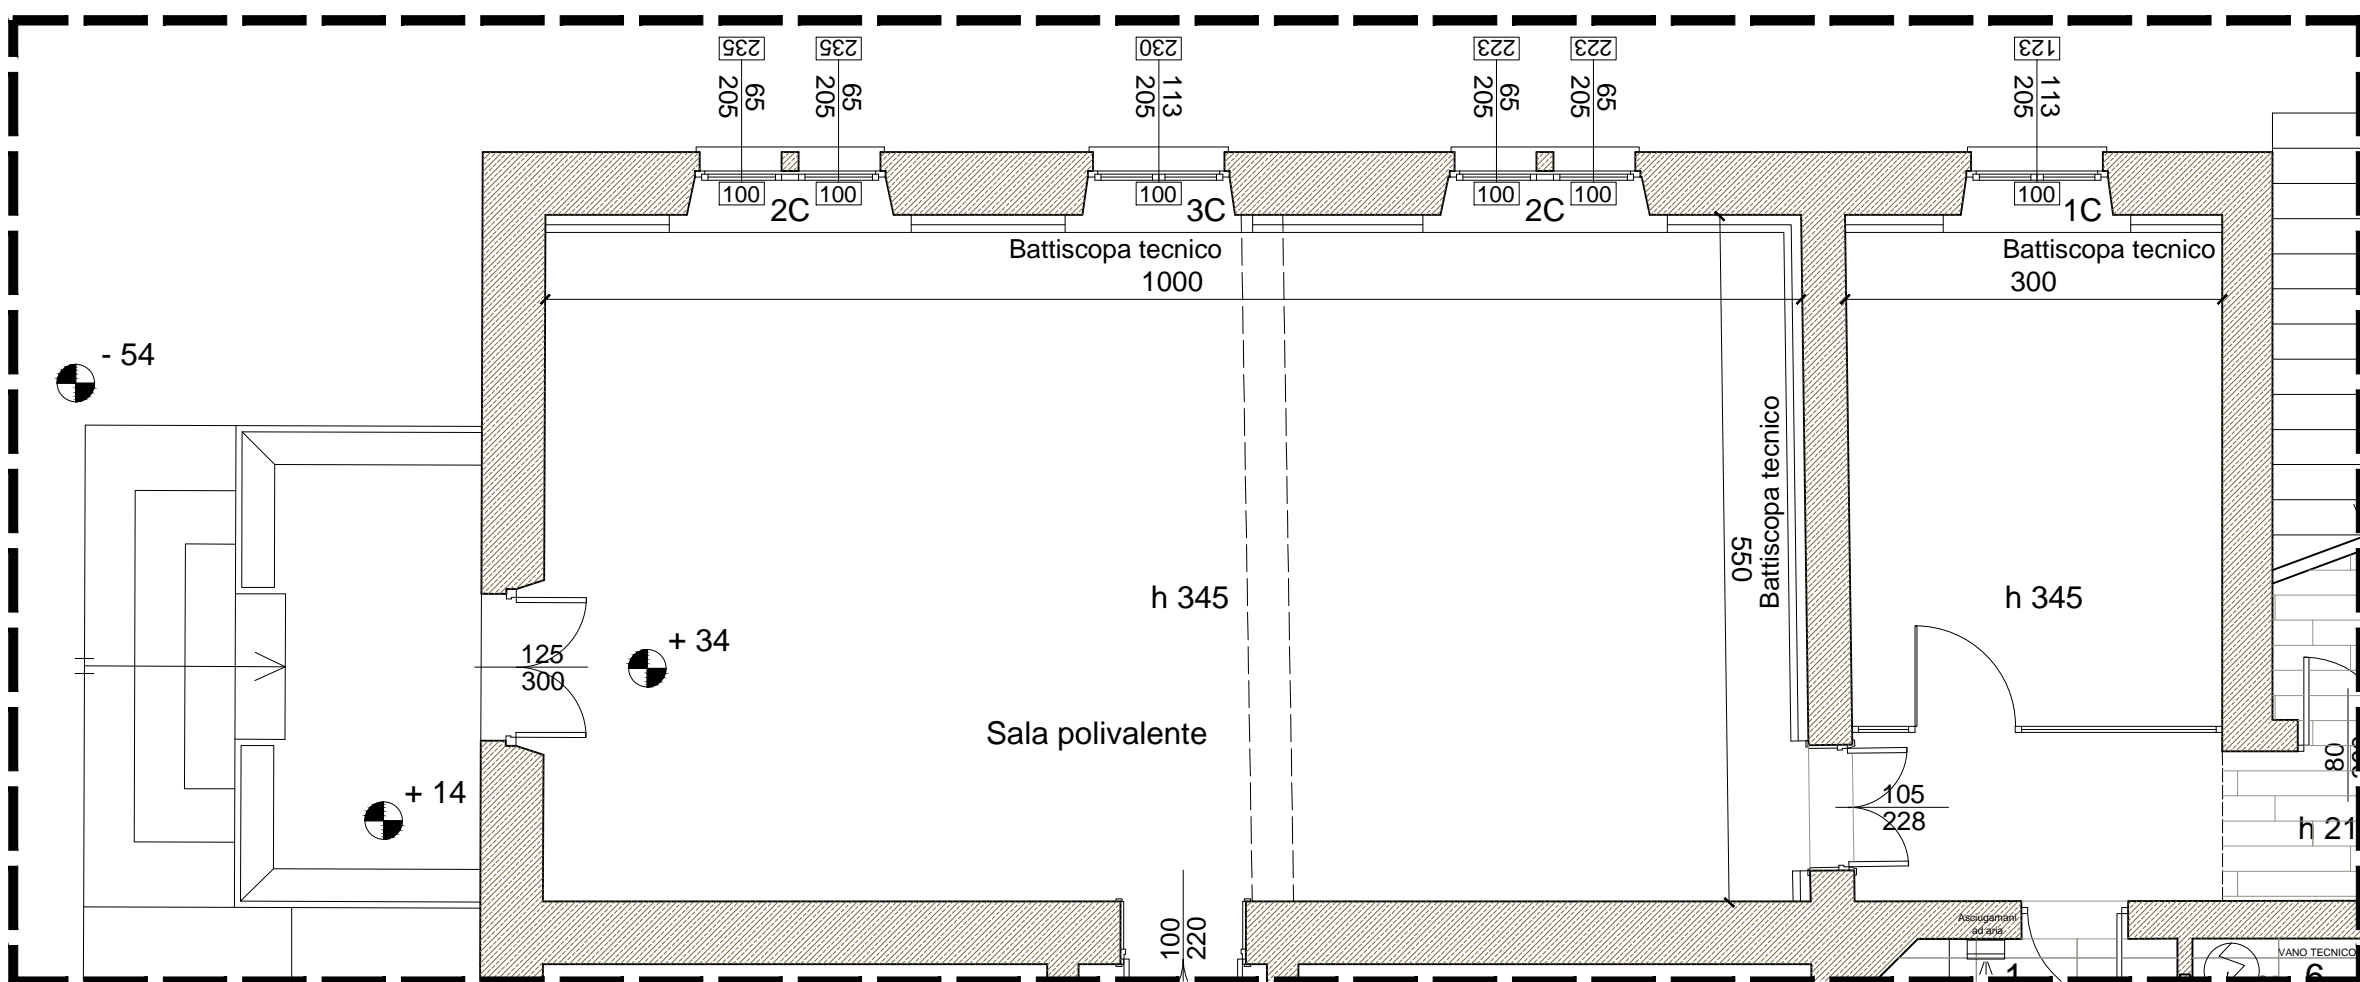 235 235 230 223 223 123
65 65 113 65 65 113
205 205 205 205 205 205
100 100 100 100 100 100
2C 3C 2C 1C
Battiscopa tecnico Battiscopa tecnico
1000 300
- 54
Battiscopa tecnico
550
h 345 h 345
+ 34
125
300
Sala polivalente
80
+ 14
105
228
h 21
100
220
Asciugamani
ad aria
VANO TECNICO
1 6